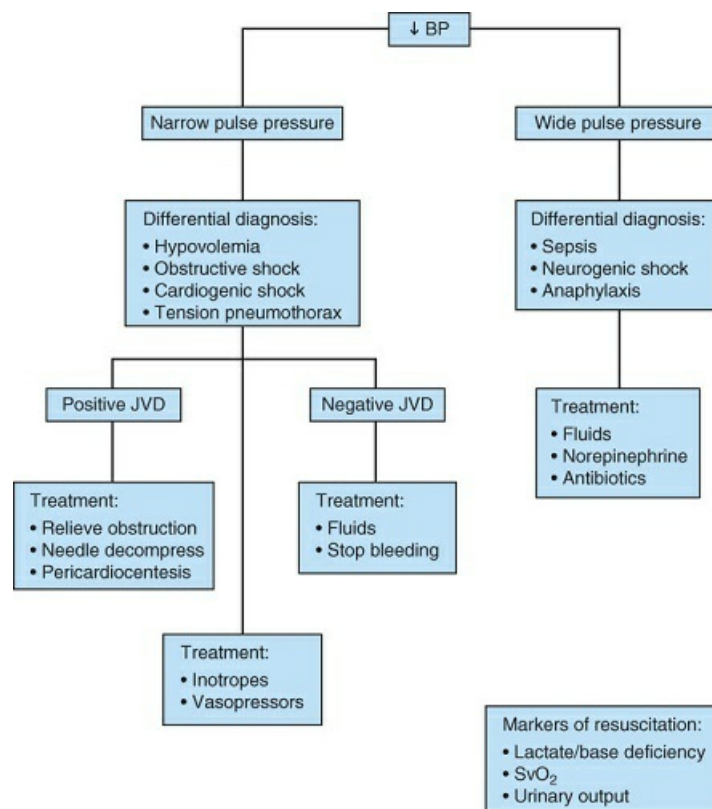 ↓ BP
Narrow pulse pressure
Wide pulse pressure
Differential diagnosis:
• Hypovolemia
• Obstructive shock
• Cardiogenic shock
• Tension pneumothorax
Differential diagnosis:
• Sepsis
• Neurogenic shock
• Anaphylaxis
Positive JVD
Negative JVD
Treatment:
• Fluids
• Norepinephrine
• Antibiotics
Treatment:
• Relieve obstruction
• Needle decompress
• Pericardiocentesis
Treatment:
• Fluids
• Stop bleeding
Treatment:
• Inotropes
• Vasopressors
Markers of resuscitation:
• Lactate/base deficiency
• SvO₂
• Urinary output